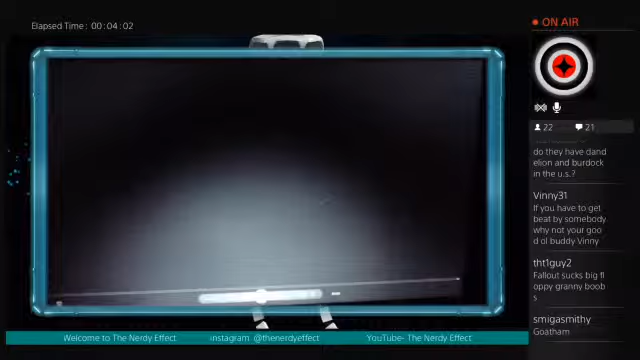 Elapsed Time : 00:04:02
ON AIR
22
21
do they have dand
elion and burdock
in the u.s.?
Vinny31
If you have to get
beat by somebody
why not your goo
d ol buddy Vinny
tht1guy2
Fallout sucks big fl
oppy granny boob
s
smigasmithy
Goatham
Welcome to The Nerdy Effect
instagram @thenerdyeffect
YouTube- The Nerdy Effect